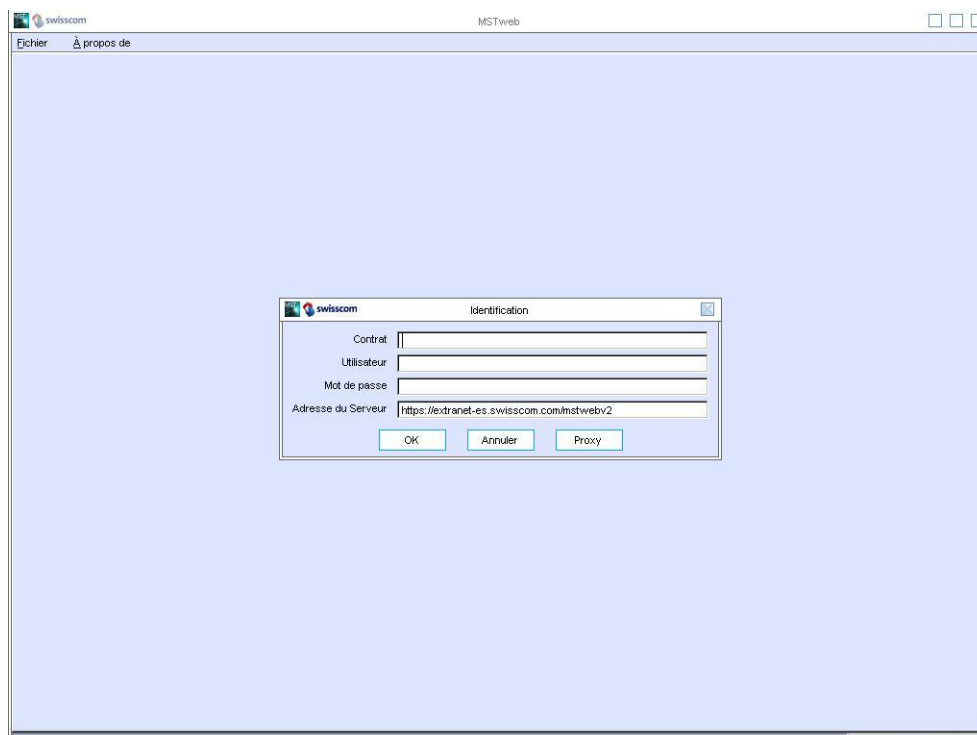 swisscom MSTweb
Fichier À propos de
swisscom Identification
Contrat
Utilisateur
Mot de passe
Adresse du Serveur https://extranet-es.swisscom.com/mstwebv2
OK Annuler Proxy